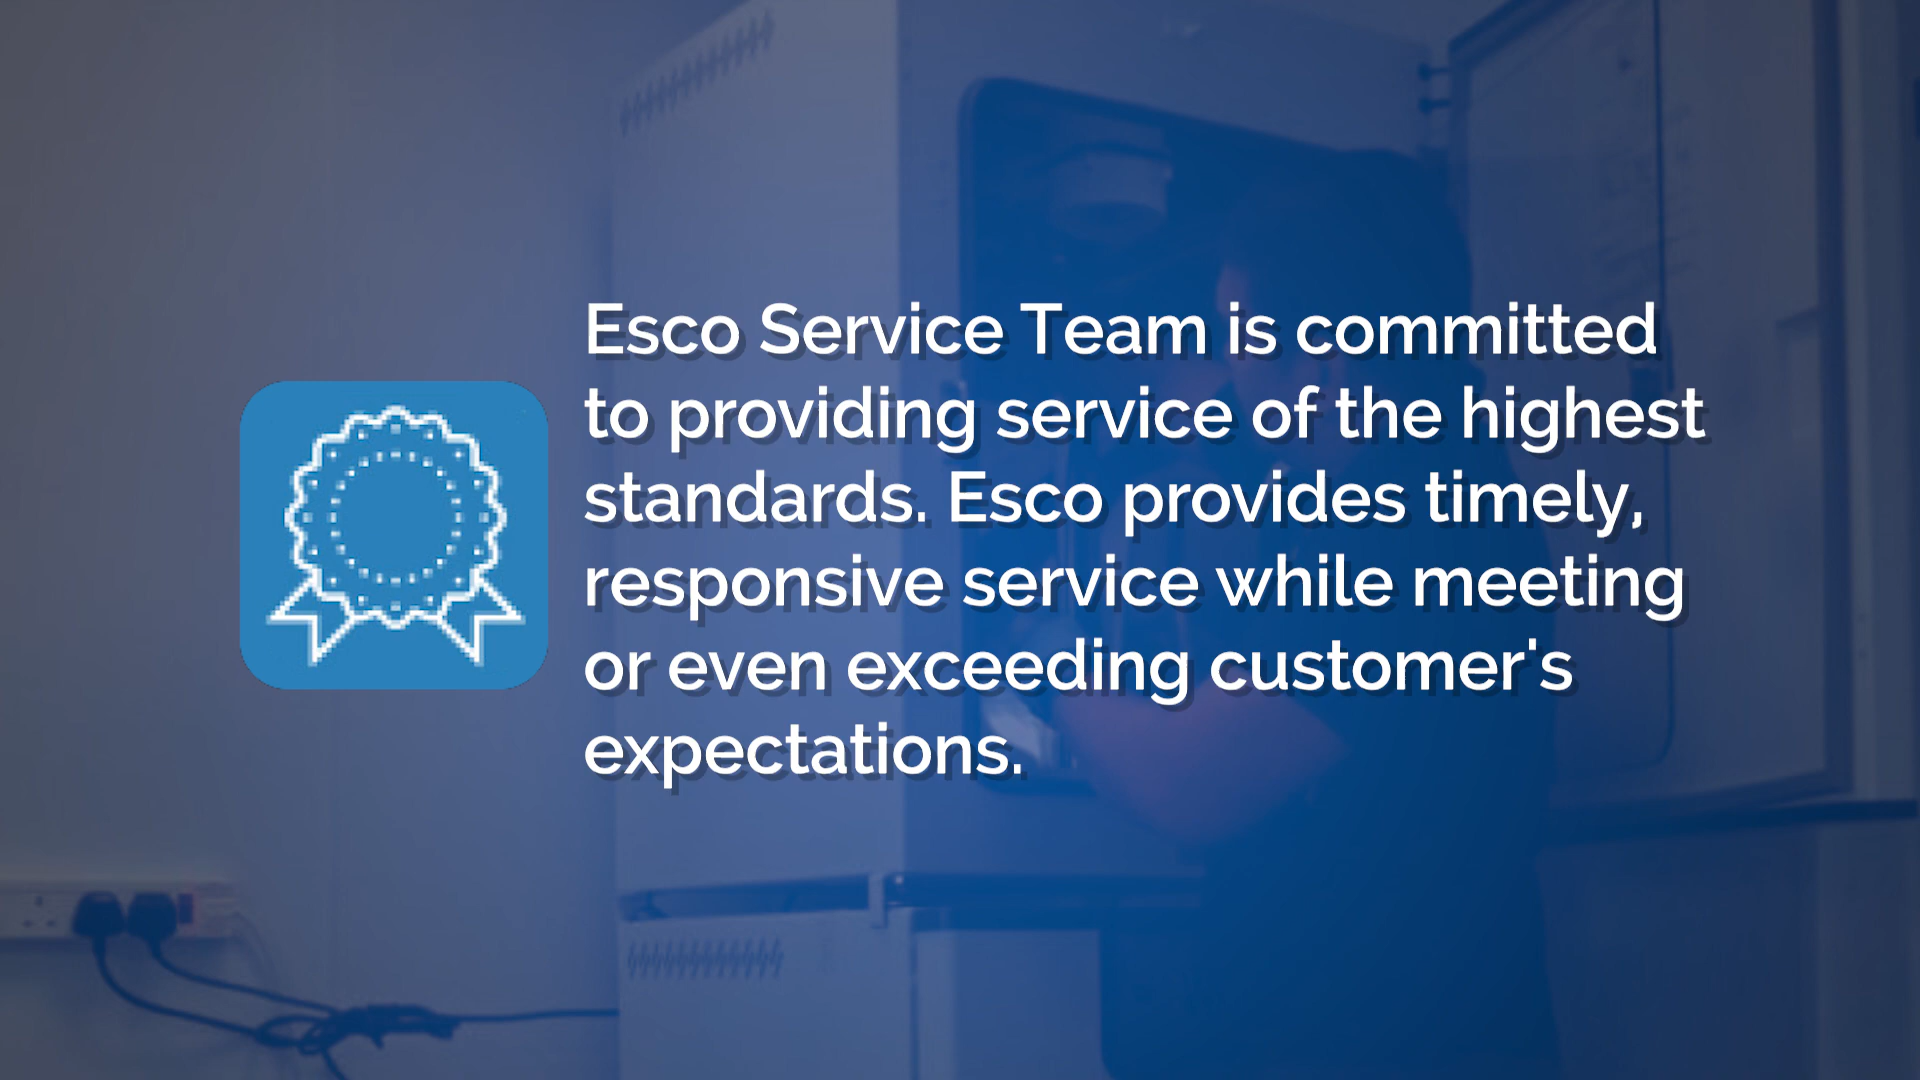 Esco Service Team is committed
to providing service of the highest
standards. Esco provides timely,
responsive service while meeting
or even exceeding customer's
expectations.